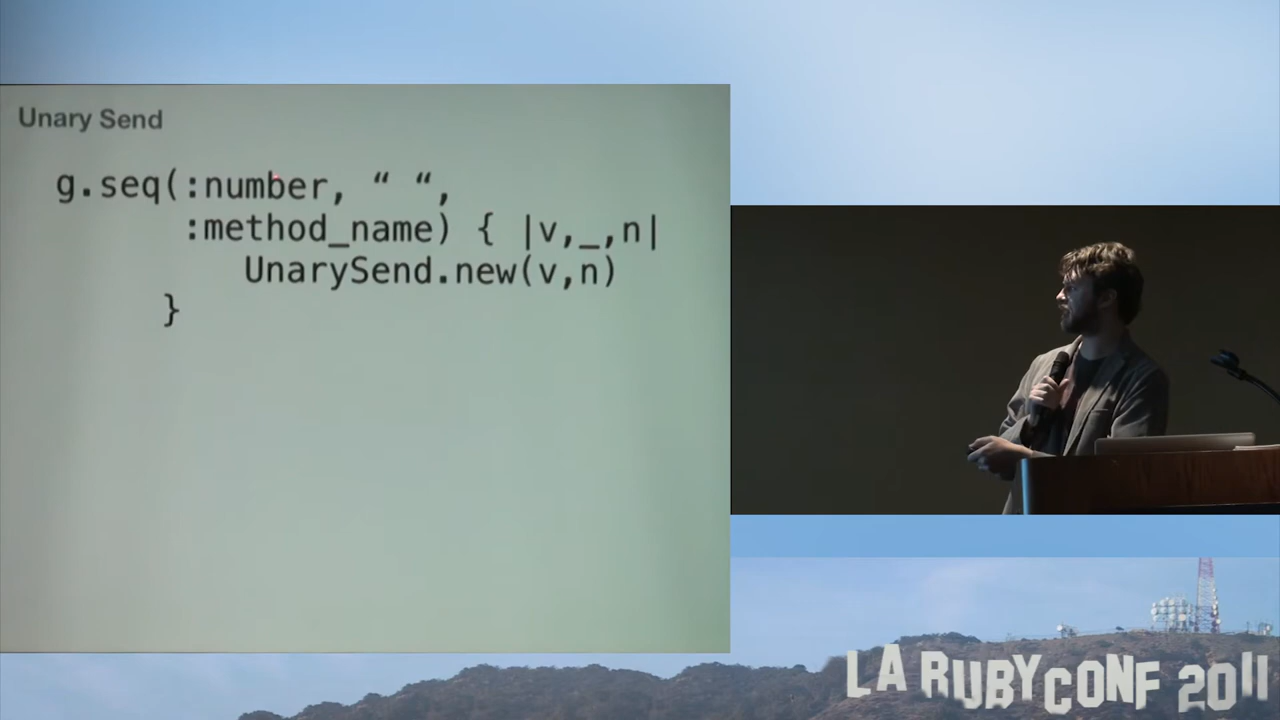 Unary Send
g.seq(:number, “ “,
:method_name) { |v,_,n|
UnarySend.new(v,n)
}
LA RUBYCONF 2011